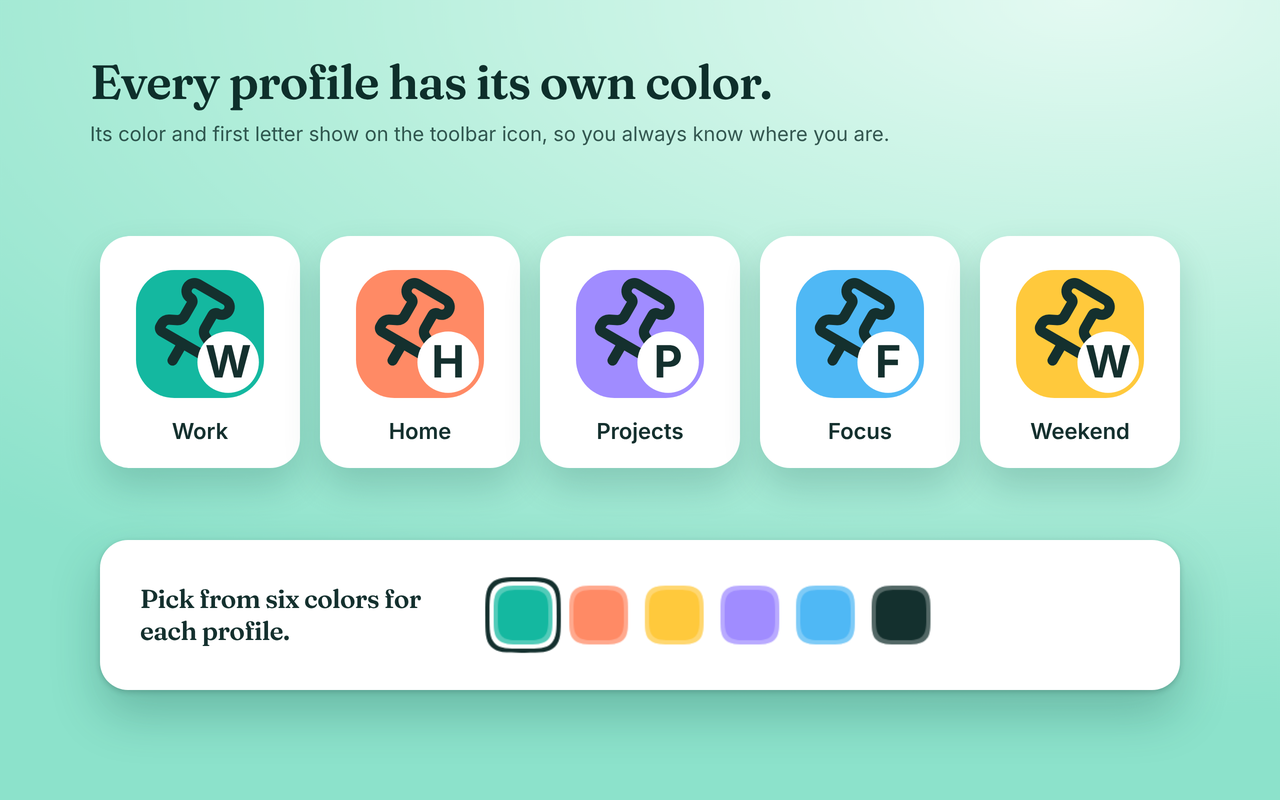 Every profile has its own color.
Its color and first letter show on the toolbar icon, so you always know where you are.
W
H
P
F
W
Work
Home
Projects
Focus
Weekend
Pick from six colors for
each profile.